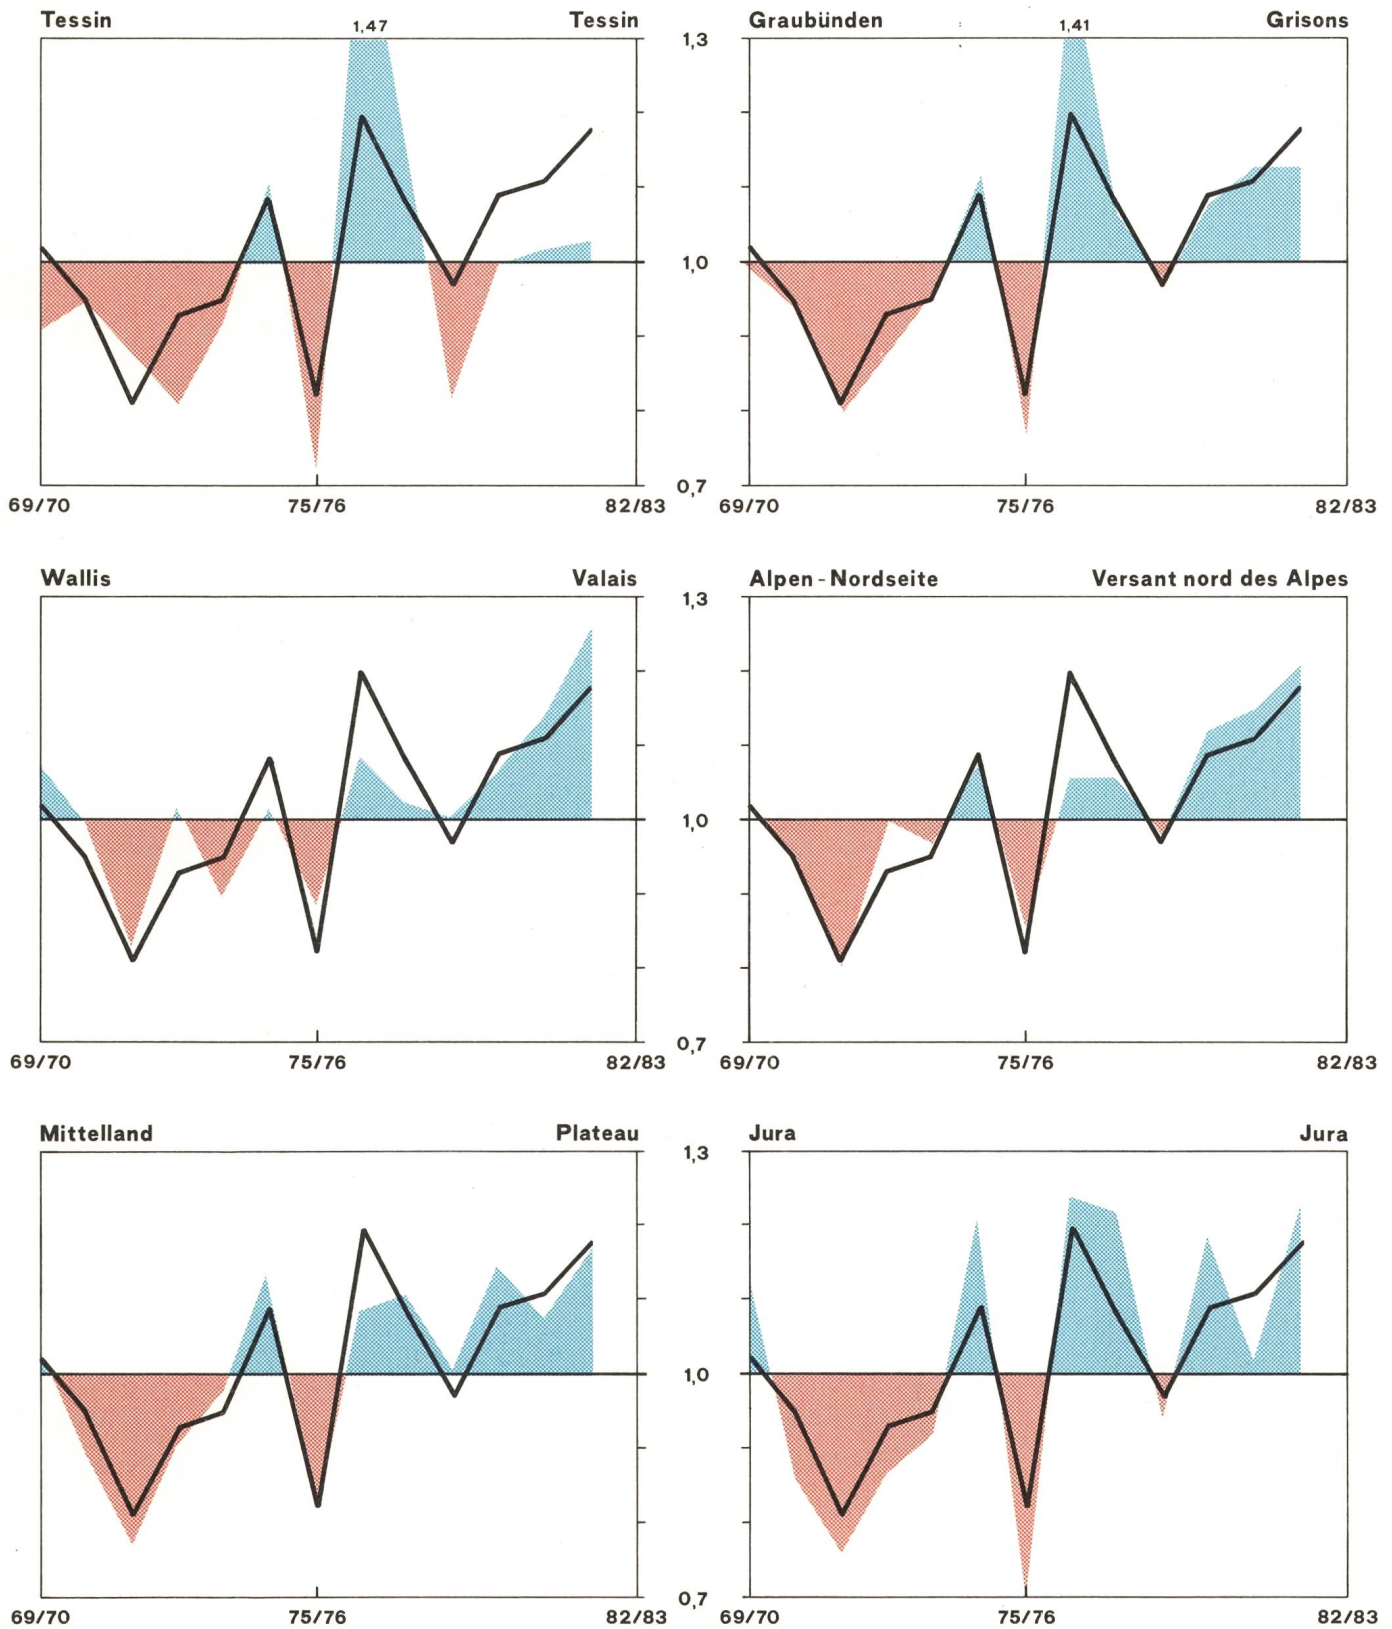 Tessin Tessin Graubünden Grisons
1,47 1,41
1,3
1,0
0,7
69/70 75/76 82/83 69/70 75/76 82/83
Wallis Valais Alpen-Nordseite Versant nord des Alpes
1,3
1,0
0,7
69/70 75/76 82/83 69/70 75/76 82/83
Mittelland Plateau Jura Jura
1,3
1,0
0,7
69/70 75/76 82/83 69/70 75/76 82/83